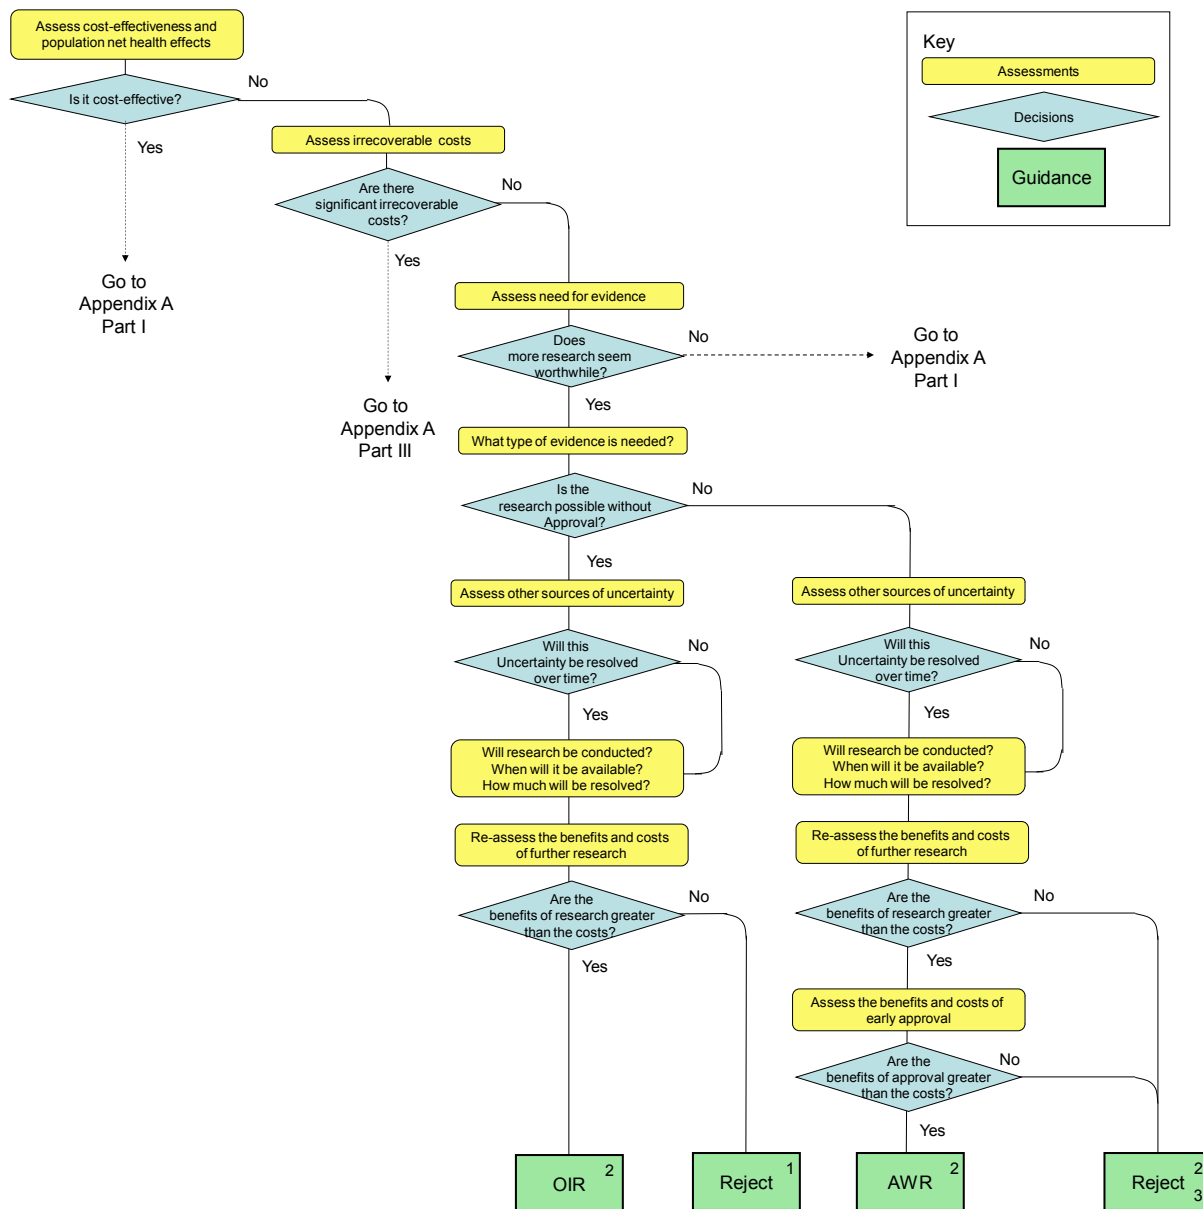 Assess cost-effectiveness and
population net health effects
Is it cost-effective?
No
Yes
Go to
Appendix A
Part I
Assess irrecoverable costs
Are there
significant irrecoverable
costs?
No
Yes
Go to
Appendix A
Part III
Key
Assessments
Decisions
Guidance
Assess need for evidence
Does
more research seem
worthwhile?
No
Go to
Appendix A
Part I
Yes
What type of evidence is needed?
Is the
research possible without
Approval?
No
Yes
Assess other sources of uncertainty
Will this
Uncertainty be resolved
over time?
No
Yes
Will research be conducted?
When will it be available?
How much will be resolved?
Re-assess the benefits and costs
of further research
Are the
benefits of research greater
than the costs?
No
Yes
OIR 2
Reject 1
Assess other sources of uncertainty
Will this
Uncertainty be resolved
over time?
No
Yes
Will research be conducted?
When will it be available?
How much will be resolved?
Re-assess the benefits and costs
of further research
Are the
benefits of research greater
than the costs?
No
Yes
Assess the benefits and costs of
early approval
Are the
benefits of approval greater
than the costs?
No
Yes
AWR 2
Reject 2
3